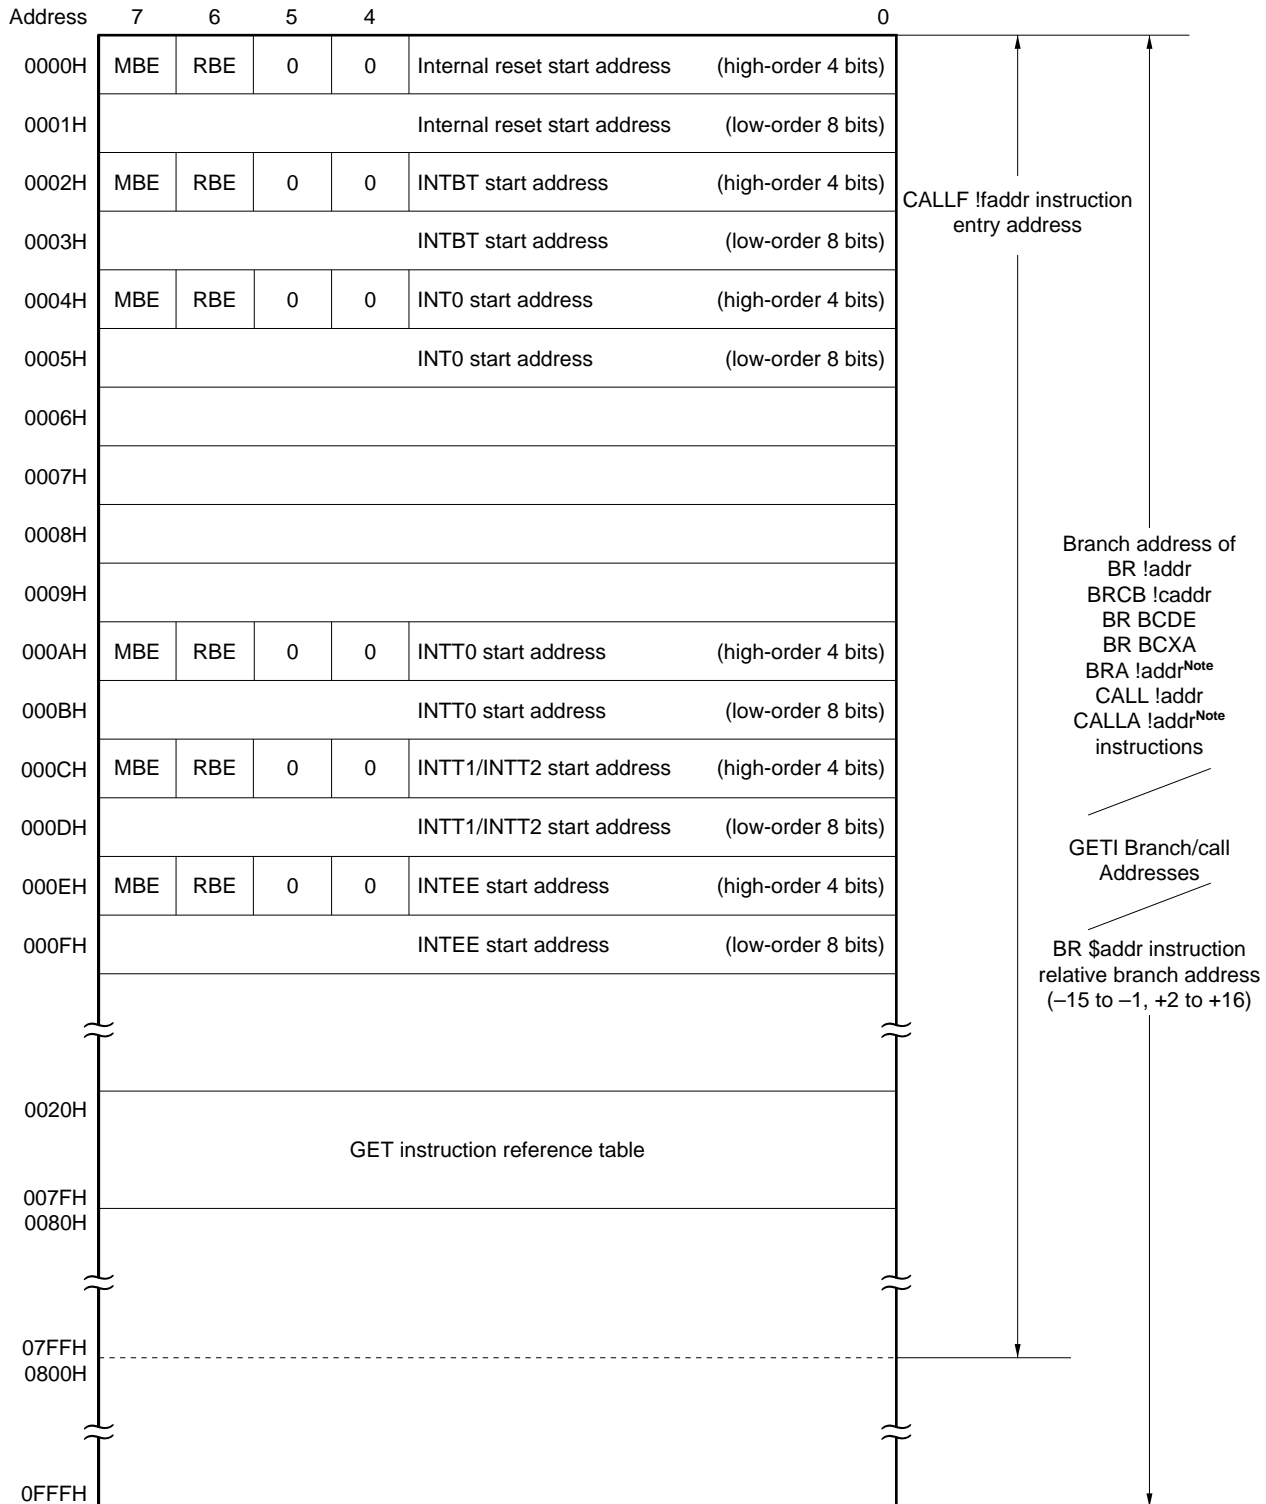 Address 7 6 5 4 0
0000H MBE RBE 0 0 Internal reset start address (high-order 4 bits)
0001H Internal reset start address (low-order 8 bits)
0002H MBE RBE 0 0 INTBT start address (high-order 4 bits)
0003H INTBT start address (low-order 8 bits)
0004H MBE RBE 0 0 INT0 start address (high-order 4 bits)
0005H INT0 start address (low-order 8 bits)
0006H
0007H
0008H
0009H
000AH MBE RBE 0 0 INTT0 start address (high-order 4 bits)
000BH INTT0 start address (low-order 8 bits)
000CH MBE RBE 0 0 INTT1/INTT2 start address (high-order 4 bits)
000DH INTT1/INTT2 start address (low-order 8 bits)
000EH MBE RBE 0 0 INTEE start address (high-order 4 bits)
000FH INTEE start address (low-order 8 bits)
0020H
GET instruction reference table
007FH
0080H
07FFH
0800H
0FFFH
CALLF !faddr instruction
entry address
Branch address of
BR !addr
BRCB !caddr
BR BCDE
BR BCXA
BRA !addrNote
CALL !addr
CALLA !addrNote
instructions
GETI Branch/call
Addresses
BR $addr instruction
relative branch address
(–15 to –1, +2 to +16)